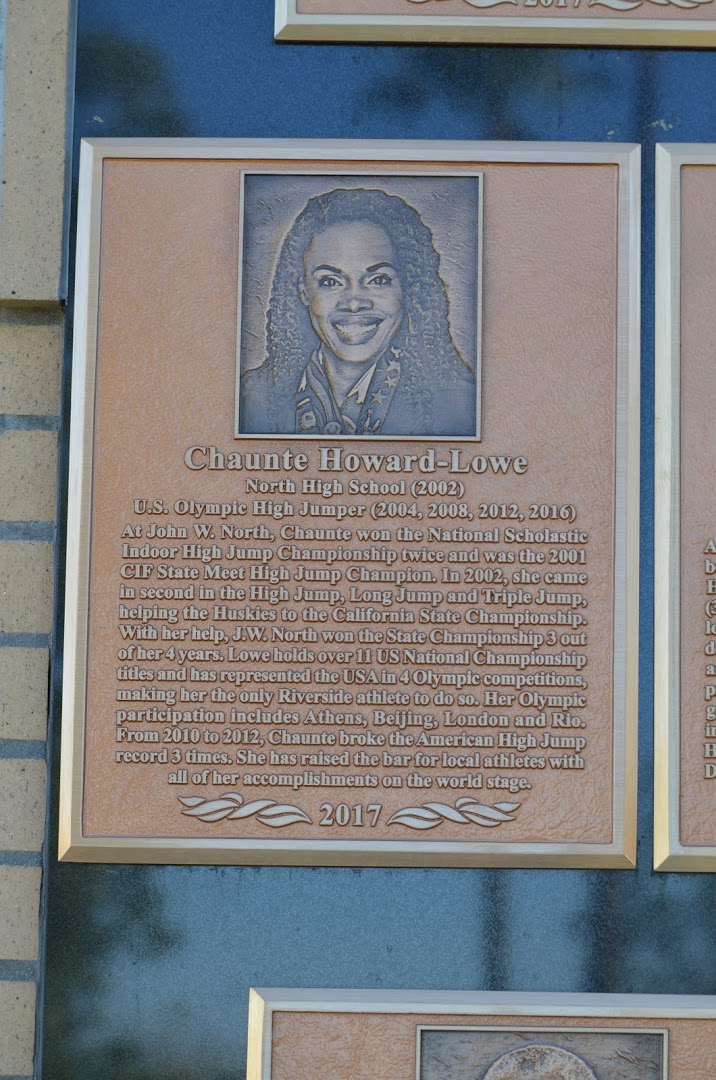 2017
Chaunte Howard-Lowe
North High School (2002)
U.S. Olympic High Jumper (2004, 2008, 2012, 2016)
At John W. North, Chaunte won the National Scholastic
Indoor High Jump Championship twice and was the 2001
CIF State Meet High Jump Champion. In 2002, she came
in second in the High Jump, Long Jump and Triple Jump,
helping the Huskies to the California State Championship.
With her help, J.W. North won the State Championship 3 out
of her 4 years. Lowe holds over 11 US National Championship
titles and has represented the USA in 4 Olympic competitions,
making her the only Riverside athlete to do so. Her Olympic
participation includes Athens, Beijing, London and Rio.
From 2010 to 2012, Chaunte broke the American High Jump
record 3 times. She has raised the bar for local athletes with
all of her accomplishments on the world stage.
2017